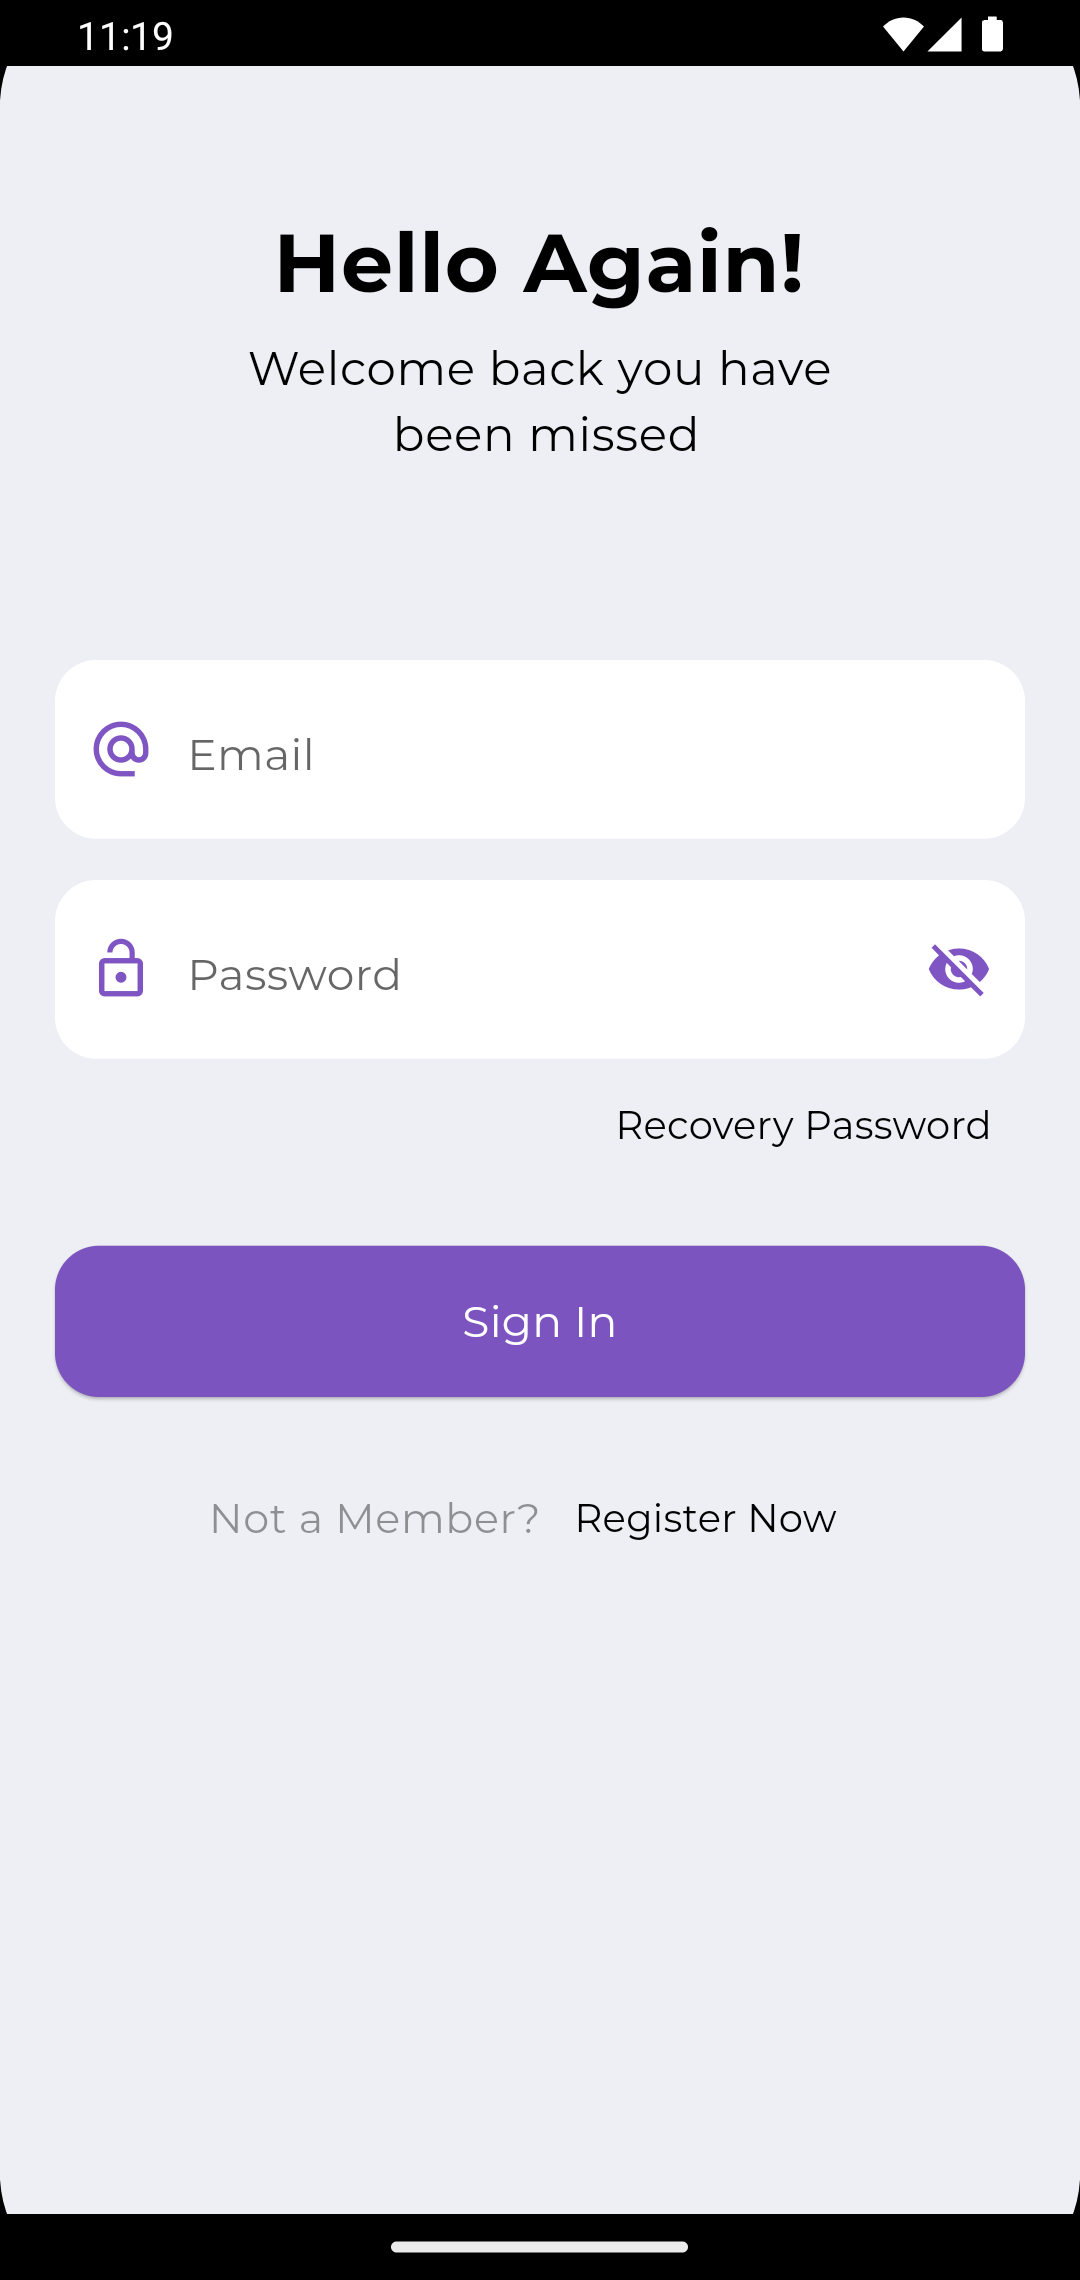 11:19
Hello Again!
Welcome back you have
been missed
Email
Password
Recovery Password
Sign In
Not a Member? Register Now